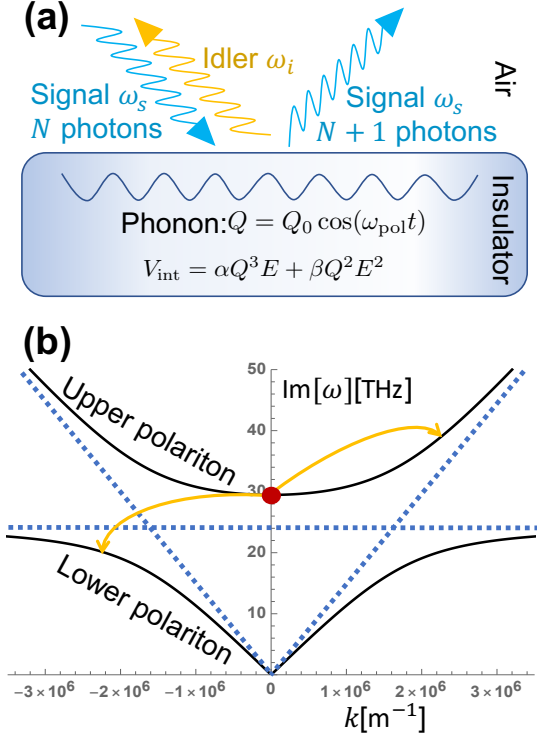 (a)
Idler ωᵢ
Air
Signal ωₛ
N photons
Signal ωₛ
N + 1 photons
Insulator
Phonon: Q = Q₀ cos(ω_pol t)
V_int = αQ³E + βQ²E²
(b)
50
Im[ω][THz]
Upper polariton
40
30
20
Lower polariton
10
−3×10⁶ −2×10⁶ −1×10⁶ 0 1×10⁶ 2×10⁶ 3×10⁶
k[m⁻¹]